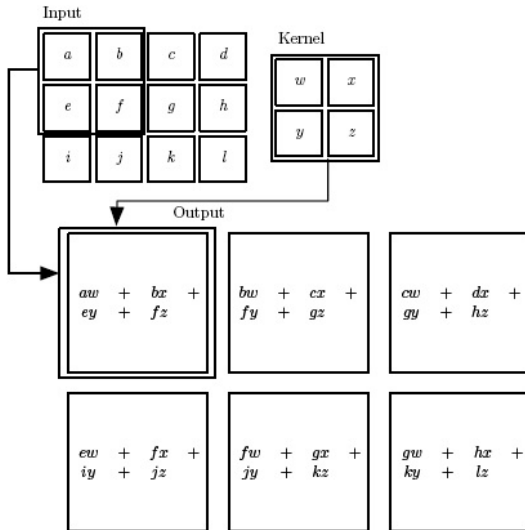 Input
a b c d
e f g h
i j k l
Kernel
w x
y z
Output
aw + bx +
ey + fz
bw + cx +
fy + gz
cw + dx +
gy + hz
ew + fx +
iy + jz
fw + gx +
jy + kz
gw + hx +
ky + lz